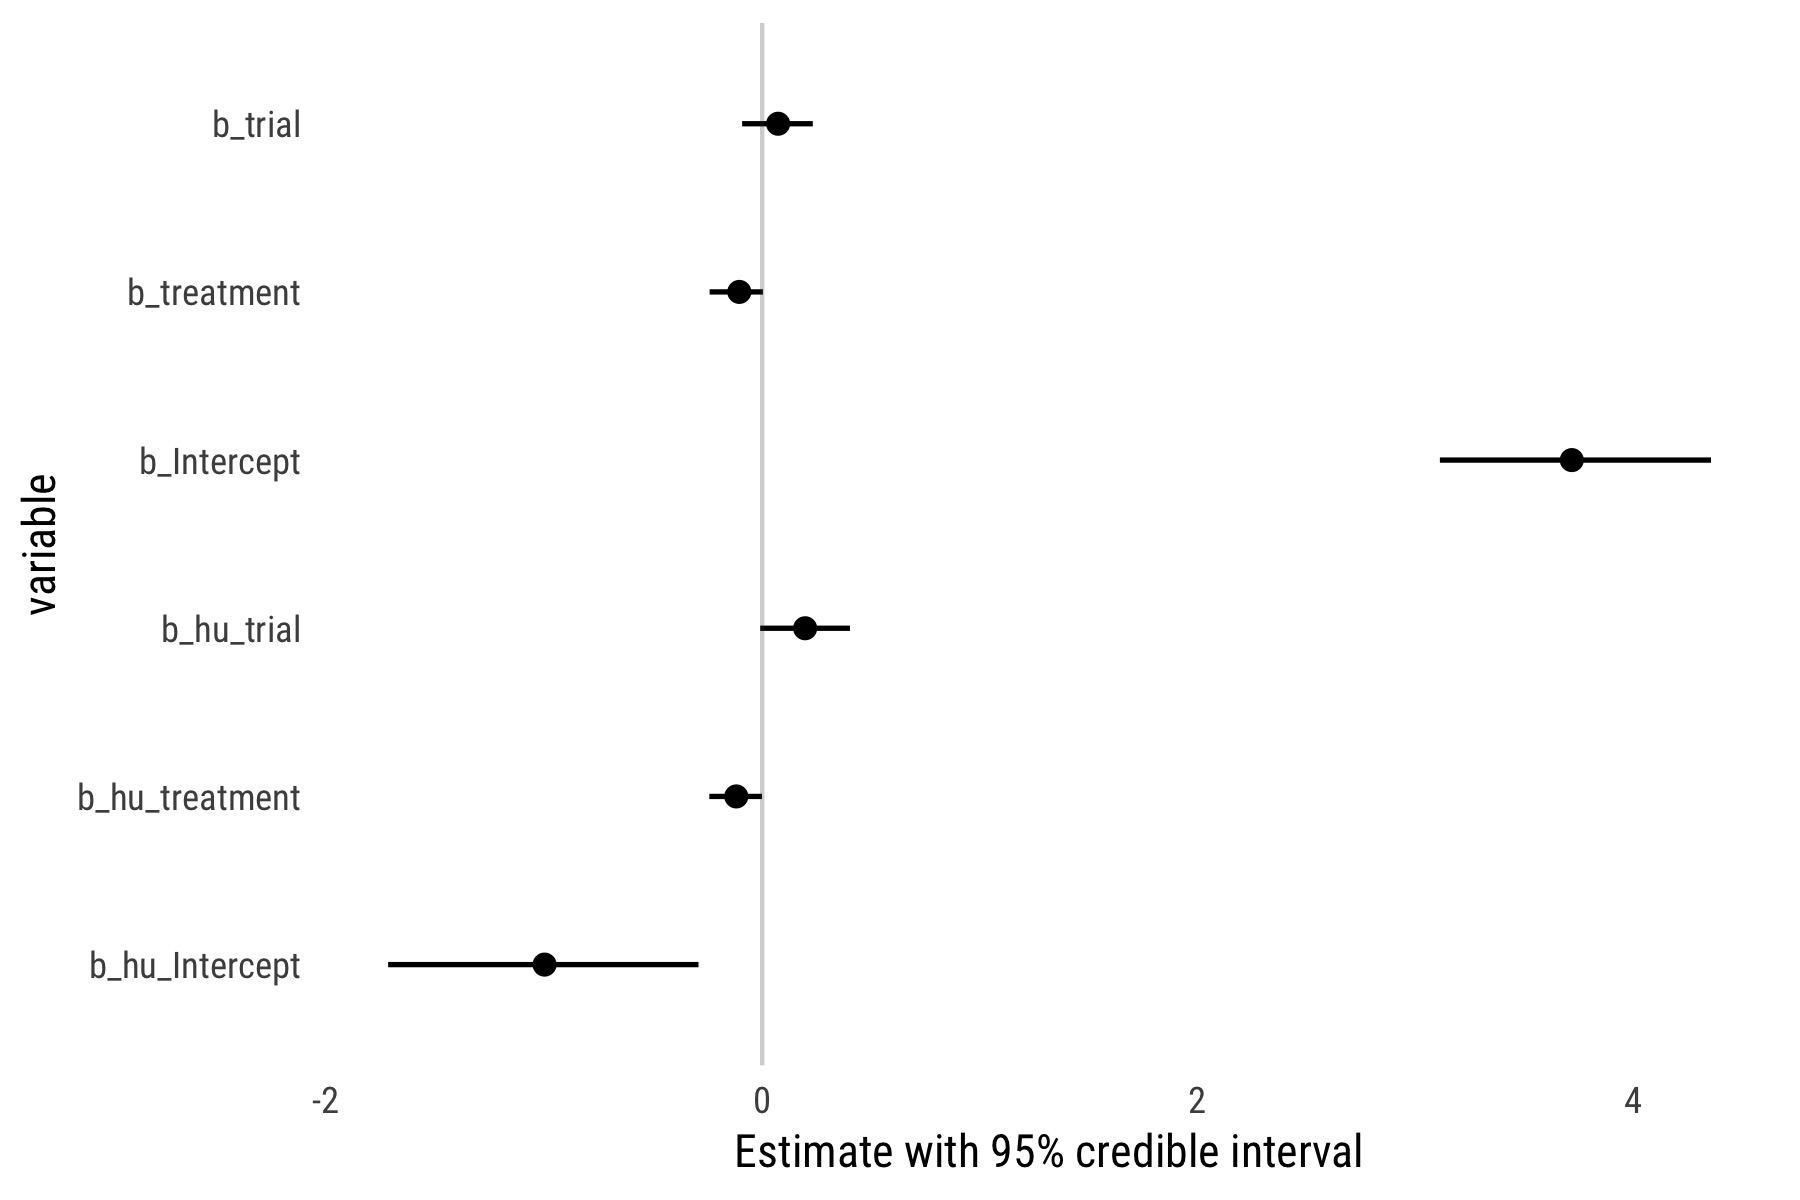 b_trial
b_treatment
b_Intercept
b_hu_trial
b_hu_treatment
b_hu_Intercept
variable
-2 0 2 4
Estimate with 95% credible interval